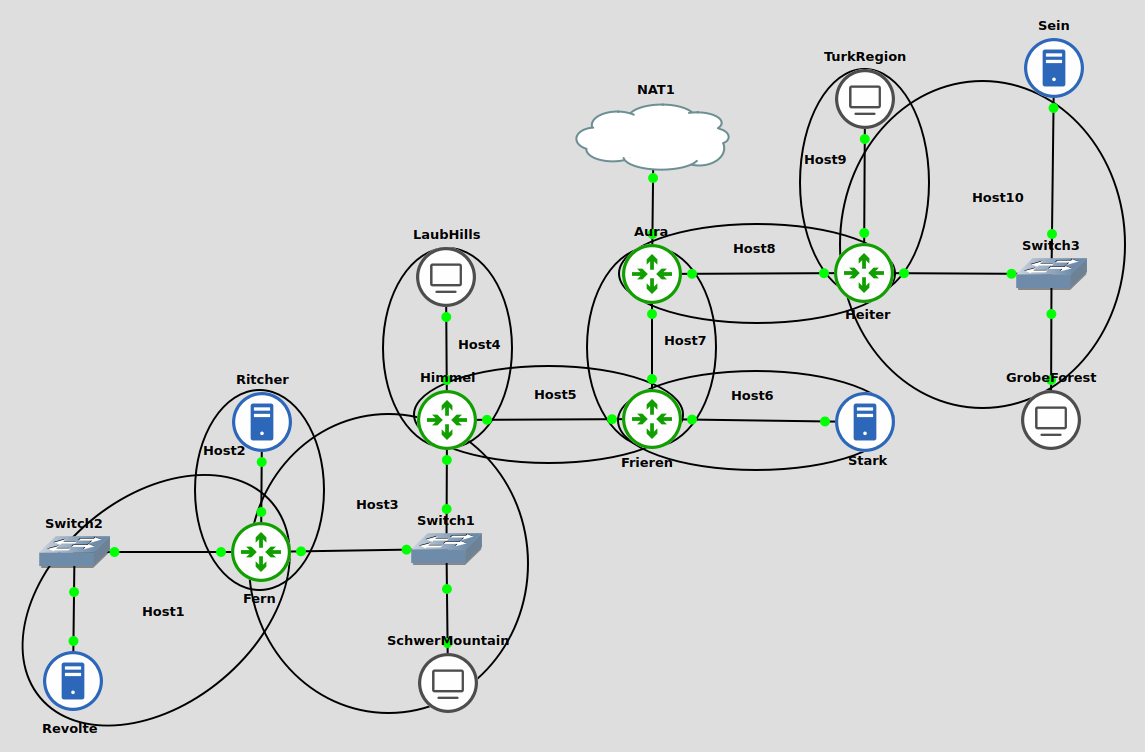 Sein
TurkRegion
NAT1
Host9
Host10
LaubHills
Aura
Host8
Switch3
Heiter
Host4
Host7
Himmel
GrobeForest
Ritcher
Host5
Host6
Host2
Frieren
Stark
Host3
Switch2
Switch1
Fern
Host1
SchwerMountain
Revolte